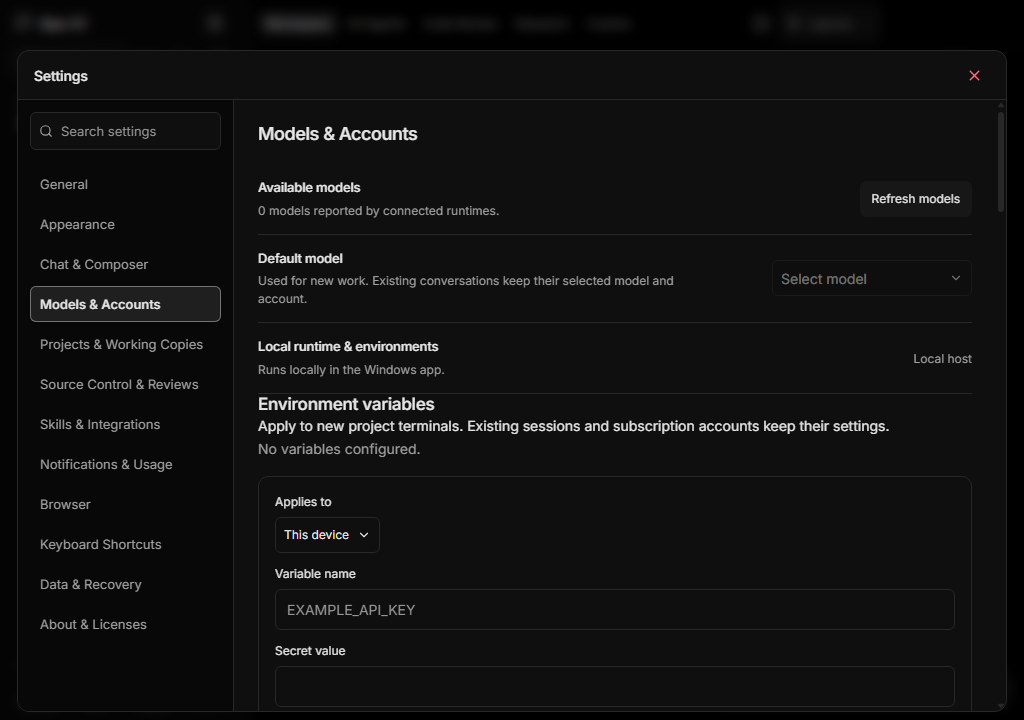 Settings
Search settings
General
Appearance
Chat & Composer
Models & Accounts
Projects & Working Copies
Source Control & Reviews
Skills & Integrations
Notifications & Usage
Browser
Keyboard Shortcuts
Data & Recovery
About & Licenses
Models & Accounts
Available models
0 models reported by connected runtimes.
Refresh models
Default model
Used for new work. Existing conversations keep their selected model and
account.
Select model
Local runtime & environments
Runs locally in the Windows app.
Local host
Environment variables
Apply to new project terminals. Existing sessions and subscription accounts keep their settings.
No variables configured.
Applies to
This device
Variable name
EXAMPLE_API_KEY
Secret value